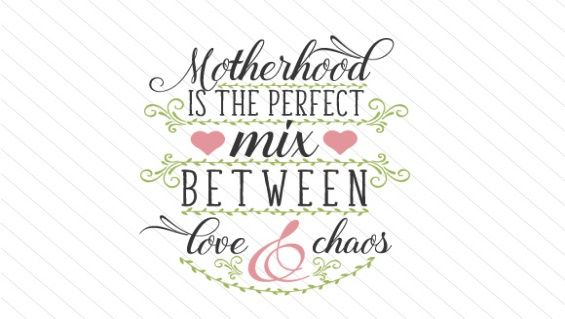 Motherhood
IS THE PERFECT
mix
BETWEEN
love & chaos